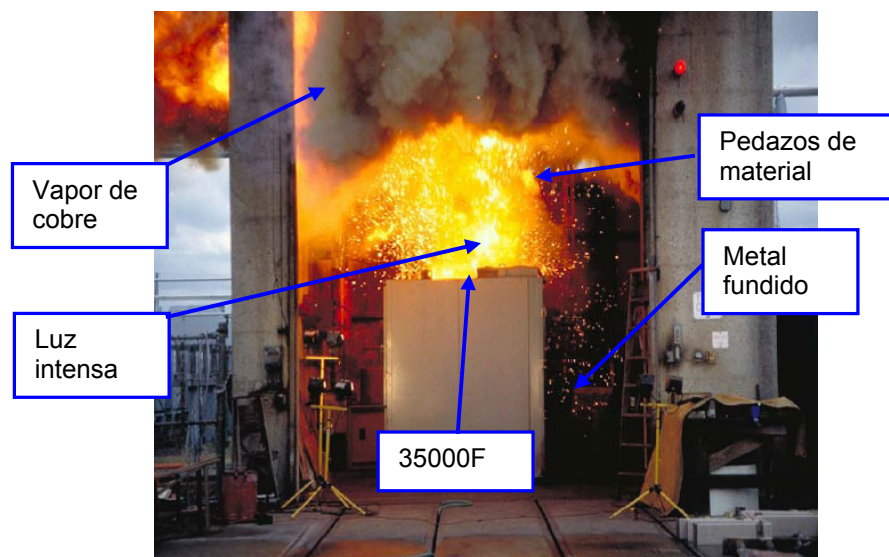 Vapor de
cobre
Luz
intensa
Pedazos de
material
Metal
fundido
35000F